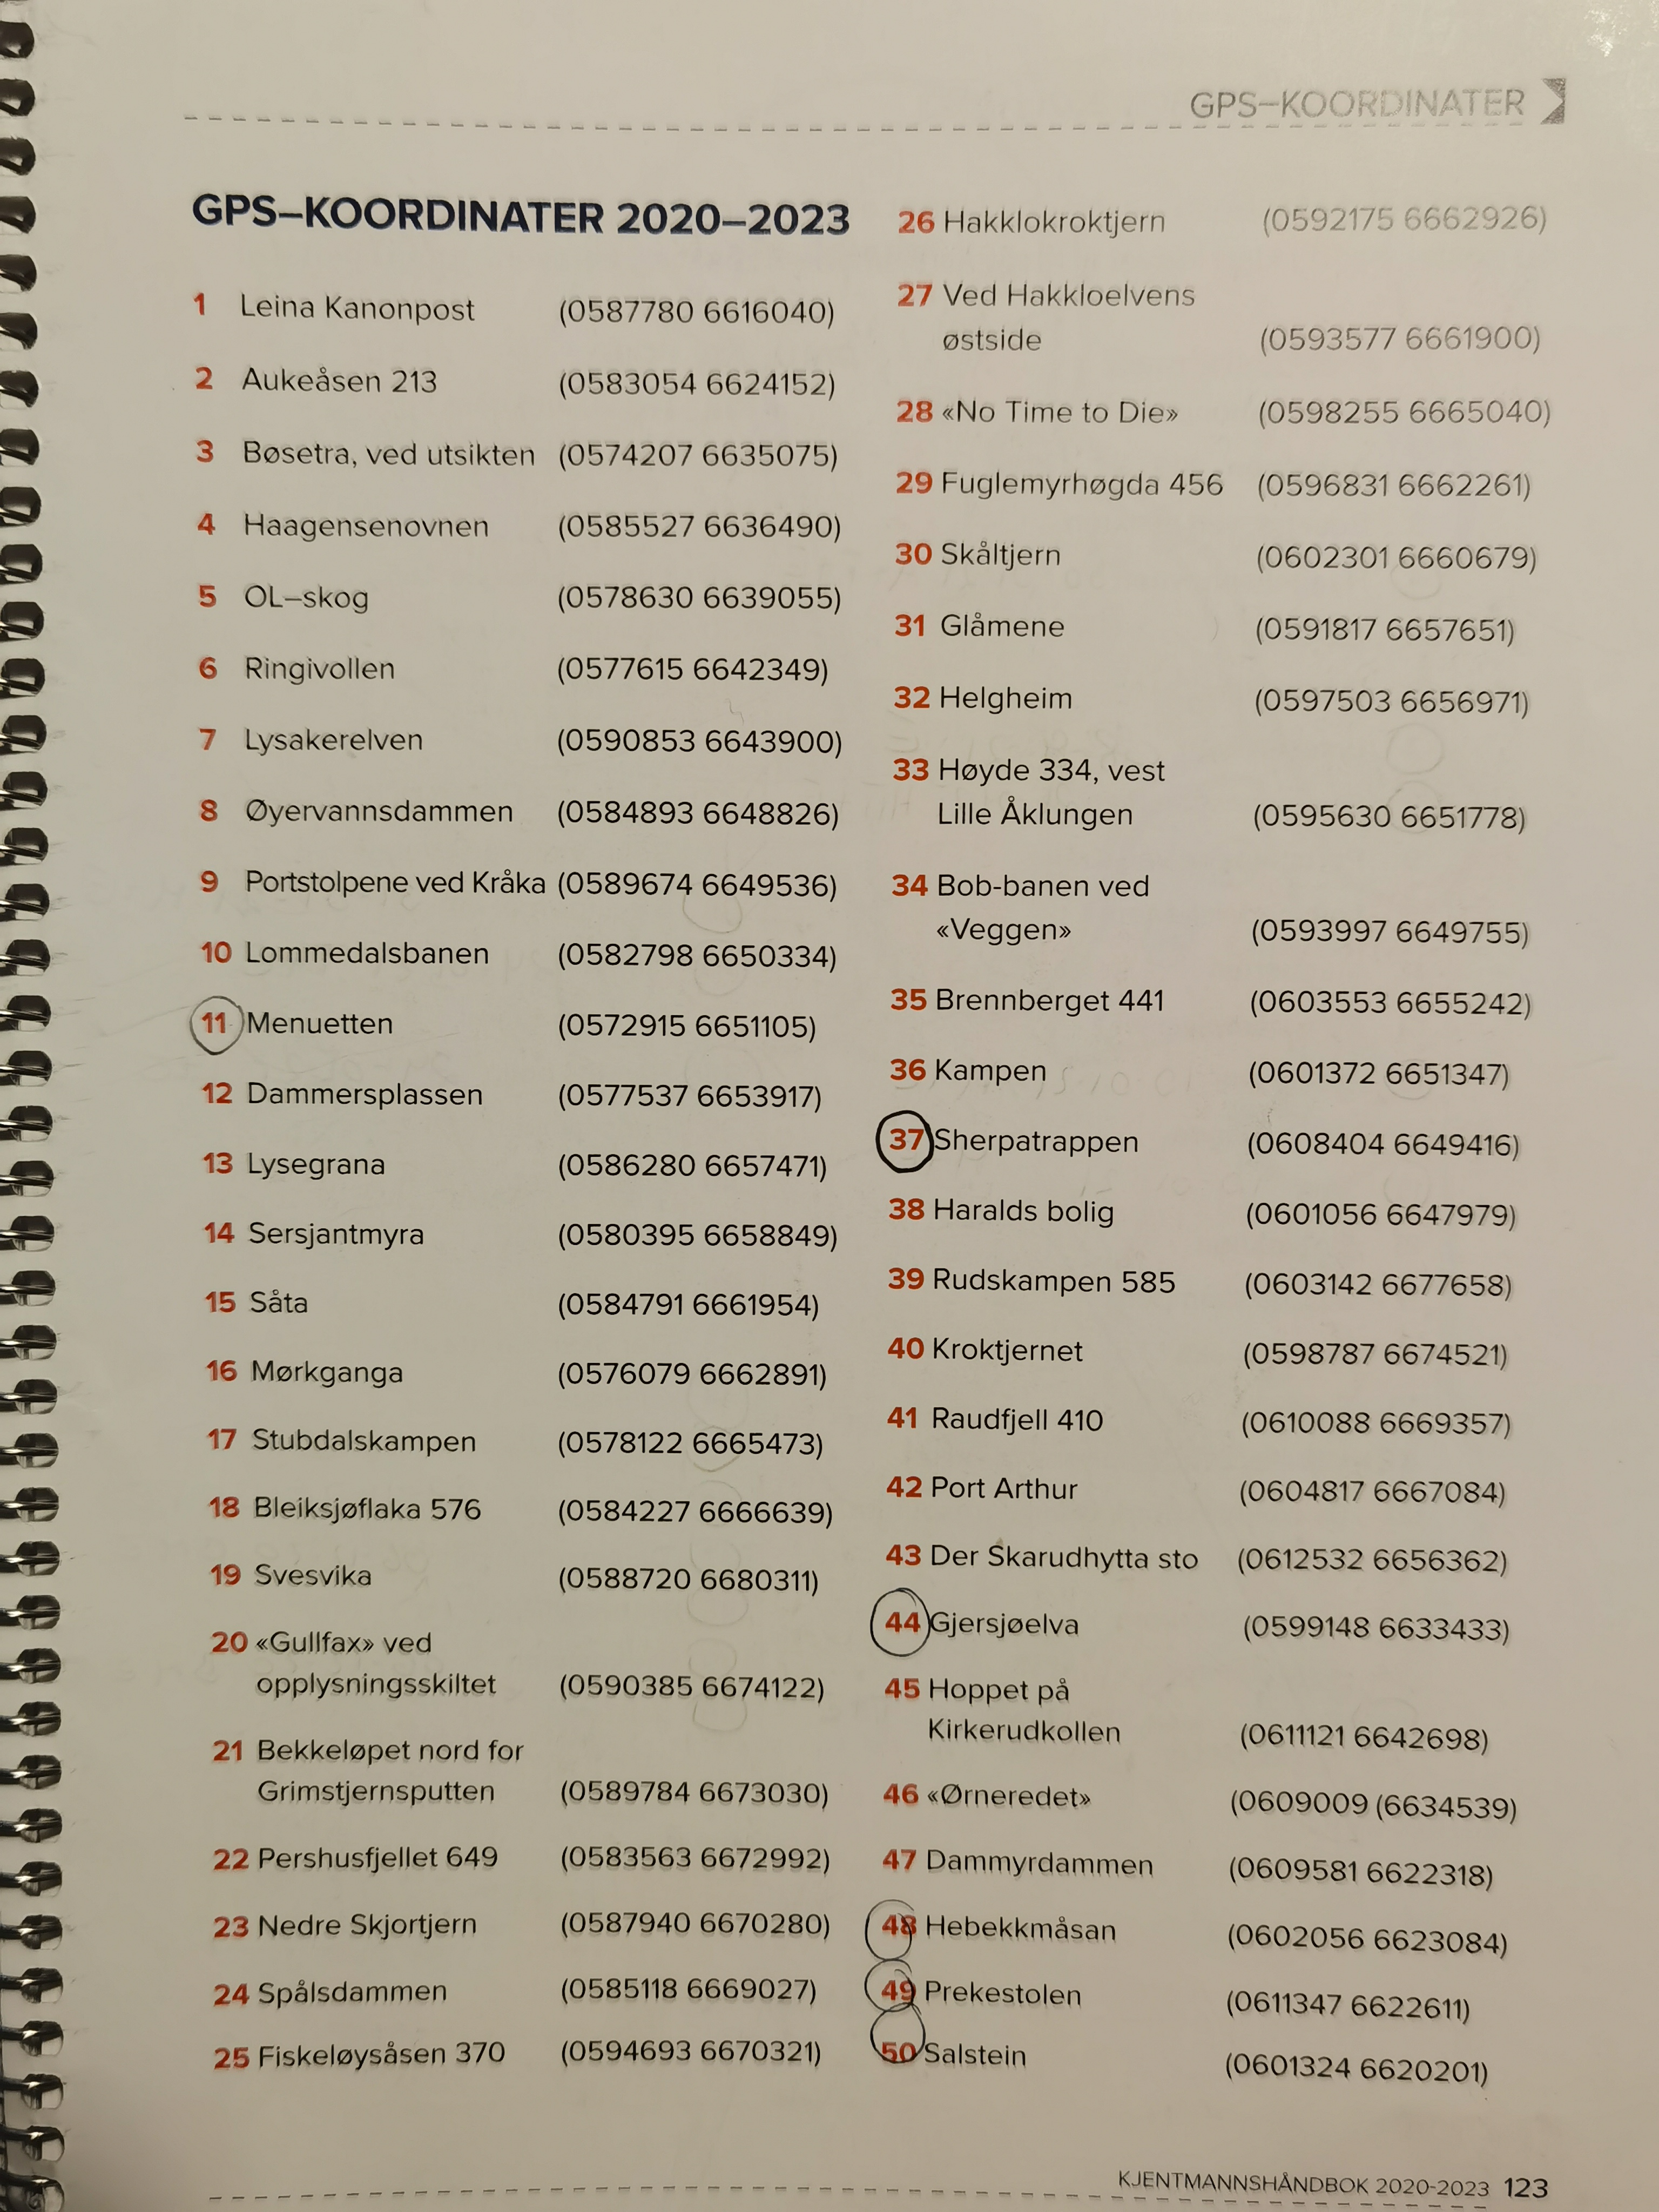 GPS–KOORDINATER
GPS–KOORDINATER 2020–2023
1 Leina Kanonpost (0587780 6616040)
2 Aukeåsen 213 (0583054 6624152)
3 Bøsetra, ved utsikten (0574207 6635075)
4 Haagensenovnen (0585527 6636490)
5 OL–skog (0578630 6639055)
6 Ringivollen (0577615 6642349)
7 Lysakerelven (0590853 6643900)
8 Øyervannsdammen (0584893 6648826)
9 Portstolpene ved Kråka (0589674 6649536)
10 Lommedalsbanen (0582798 6650334)
11 Menuetten (0572915 6651105)
12 Dammersplassen (0577537 6653917)
13 Lysegrana (0586280 6657471)
14 Sersjantmyra (0580395 6658849)
15 Såta (0584791 6661954)
16 Mørkganga (0576079 6662891)
17 Stubdalskampen (0578122 6665473)
18 Bleiksjøflaka 576 (0584227 6666639)
19 Svesvika (0588720 6680311)
20 «Gullfax» ved
opplysningsskiltet (0590385 6674122)
21 Bekkeløpet nord for
Grimstjernsputten (0589784 6673030)
22 Pershusfjellet 649 (0583563 6672992)
23 Nedre Skjortjern (0587940 6670280)
24 Spålsdammen (0585118 6669027)
25 Fiskeløysåsen 370 (0594693 6670321)
26 Hakklokroktjern (0592175 6662926)
27 Ved Hakkloelvens
østside (0593577 6661900)
28 «No Time to Die» (0598255 6665040)
29 Fuglemyrhøgda 456 (0596831 6662261)
30 Skåltjern (0602301 6660679)
31 Glåmene (0591817 6657651)
32 Helgheim (0597503 6656971)
33 Høyde 334, vest
Lille Åklungen (0595630 6651778)
34 Bob-banen ved
«Veggen» (0593997 6649755)
35 Brennberget 441 (0603553 6655242)
36 Kampen (0601372 6651347)
37 Sherpatrappen (0608404 6649416)
38 Haralds bolig (0601056 6647979)
39 Rudskampen 585 (0603142 6677658)
40 Kroktjernet (0598787 6674521)
41 Raudfjell 410 (0610088 6669357)
42 Port Arthur (0604817 6667084)
43 Der Skarudhytta sto (0612532 6656362)
44 Gjersjøelva (0599148 6633433)
45 Hoppet på
Kirkerudkollen (0611121 6642698)
46 «Ørneredet» (0609009 (6634539)
47 Dammyrdammen (0609581 6622318)
48 Hebekkmåsan (0602056 6623084)
49 Prekestolen (0611347 6622611)
50 Salstein (0601324 6620201)
KJENTMANNSHÅNDBOK 2020-2023 123